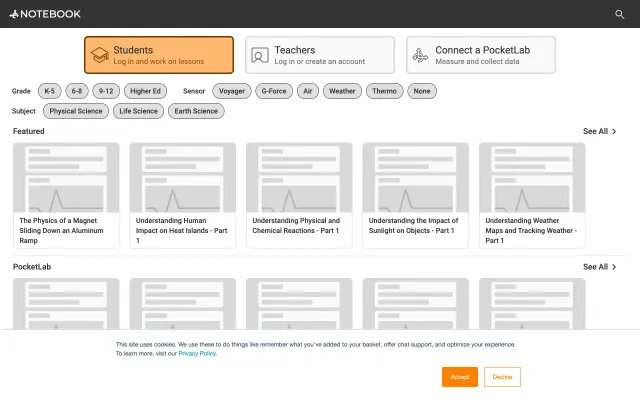 NOTEBOOK
Students
Log in and work on lessons
Teachers
Log in or create an account
Connect a PocketLab
Measure and collect data
Grade K-5 6-8 9-12 Higher Ed Sensor Voyager G-Force Air Weather Thermo None
Subject Physical Science Life Science Earth Science
Featured See All
The Physics of a Magnet
Sliding Down an Aluminum
Ramp
Understanding Human
Impact on Heat Islands - Part
1
Understanding Physical and
Chemical Reactions - Part 1
Understanding the Impact of
Sunlight on Objects - Part 1
Understanding Weather
Maps and Tracking Weather -
Part 1
PocketLab See All
This site uses cookies. We use these to do things like remember what you've added to your basket, offer chat support, and optimize your experience.
To learn more, visit our Privacy Policy.
Accept Decline